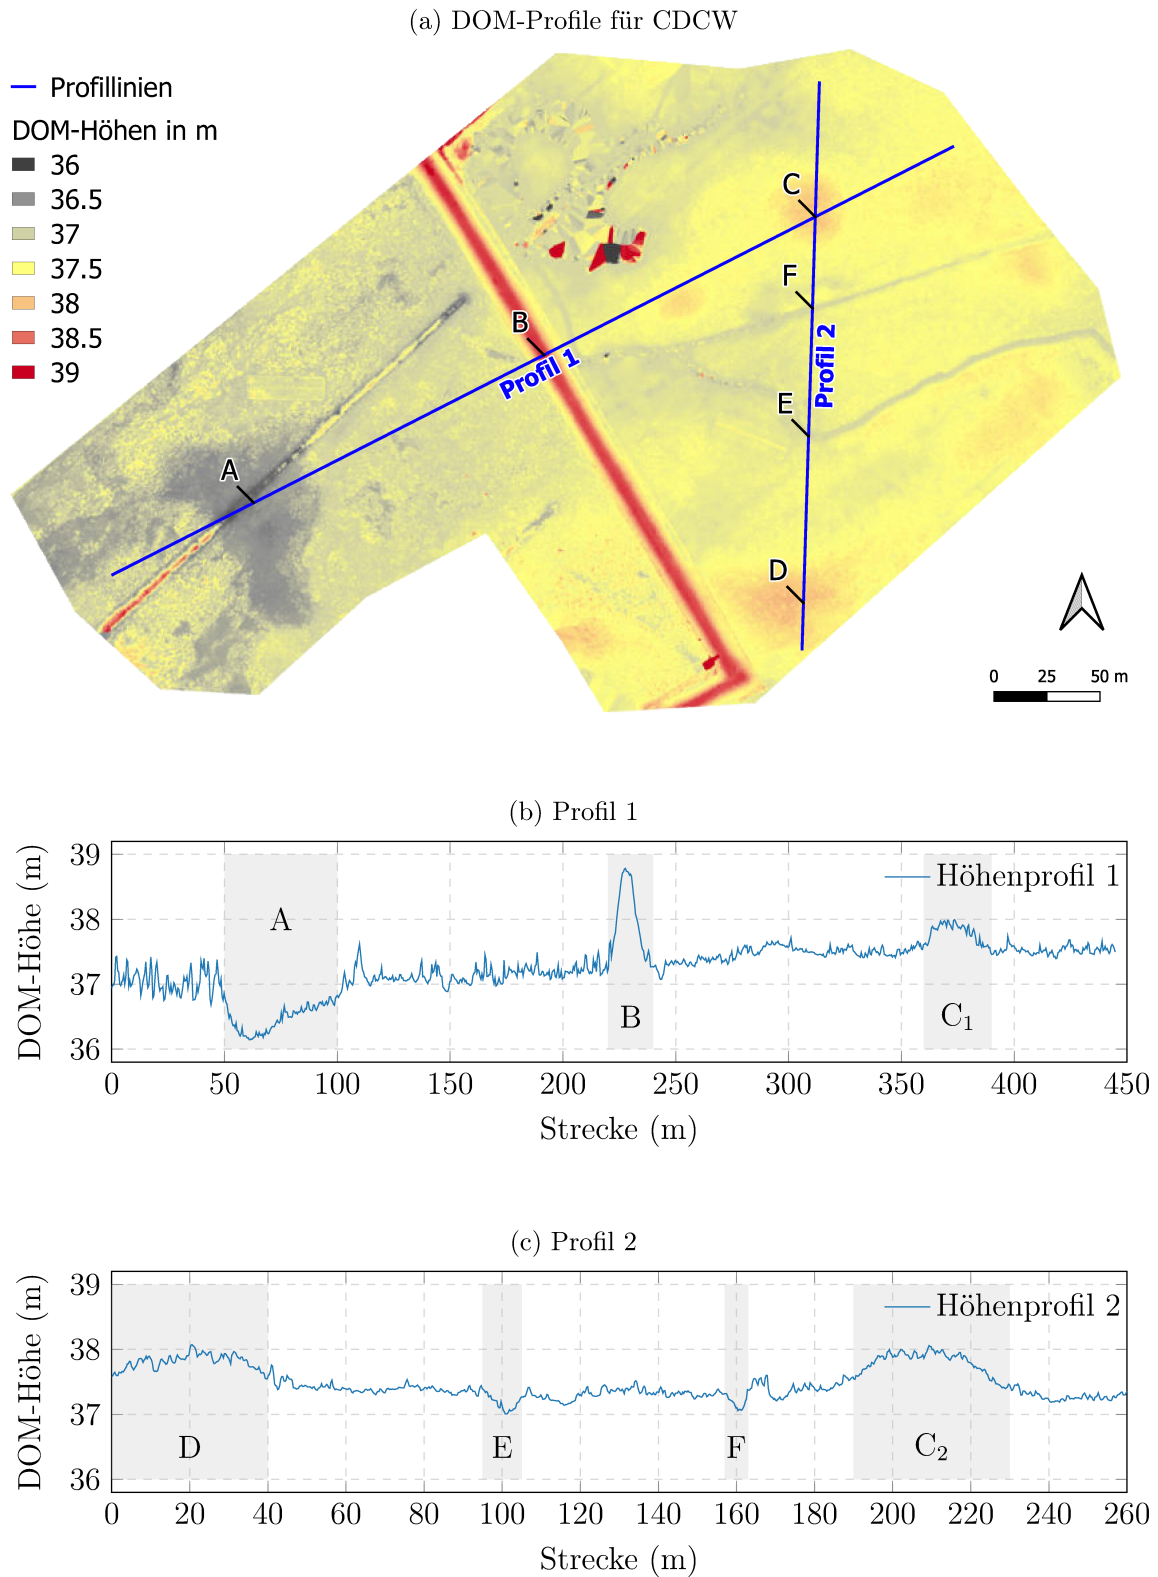 (a) DOM-Profile für CDCW
Profillinien
DOM-Höhen in m
36
36.5
37
37.5
38
38.5
39
A
B
C
F
E
D
Profil 1
Profil 2
0 25 50 m
(b) Profil 1
DOM-Höhe (m)
39
38
37
36
A
B
C1
Höhenprofil 1
0 50 100 150 200 250 300 350 400 450
Strecke (m)
(c) Profil 2
DOM-Höhe (m)
39
38
37
36
D
E
F
C2
Höhenprofil 2
0 20 40 60 80 100 120 140 160 180 200 220 240 260
Strecke (m)